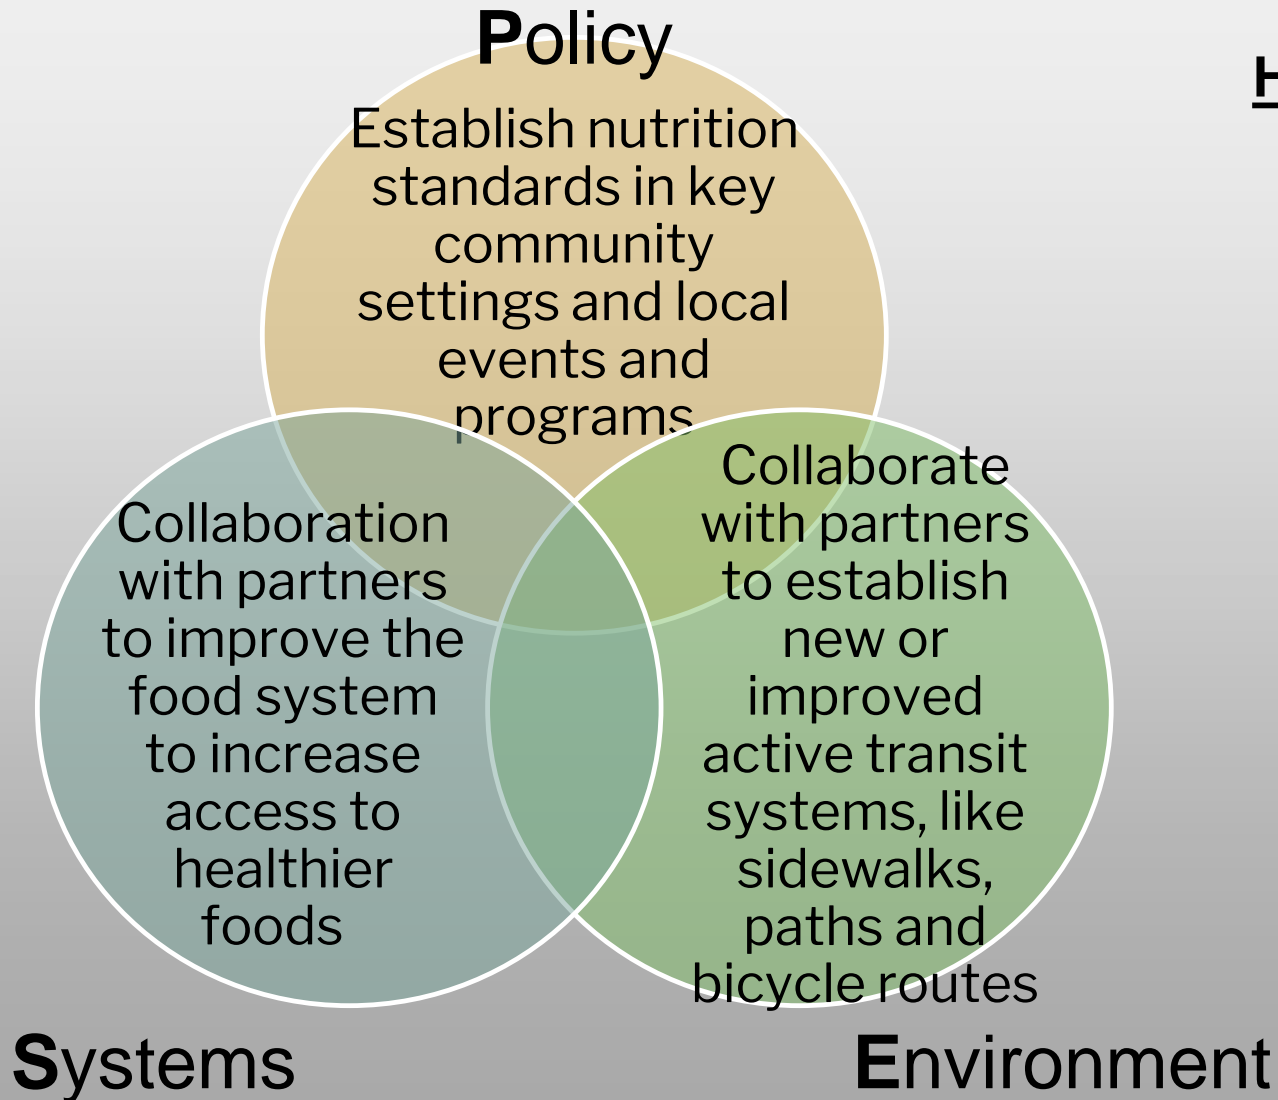 Policy
Establish nutrition
standards in key
community
settings and local
events and
programs
Collaboration
with partners
to improve the
food system
to increase
access to
healthier
foods
Collaborate
with partners
to establish
new or
improved
active transit
systems, like
sidewalks,
paths and
bicycle routes
Systems
Environment